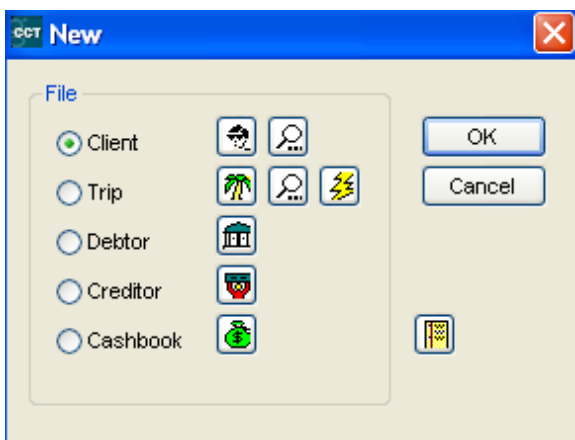 CCT New
File
Client
OK
Trip
Cancel
Debtor
Creditor
Cashbook